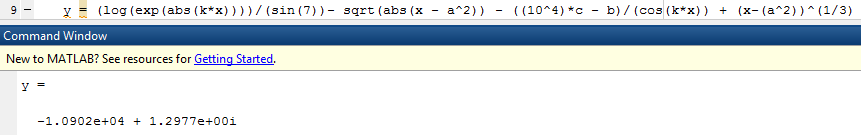 9 - y = (log(exp(abs(k*x))))/(sin(7))- sqrt(abs(x - a^2)) - ((10^4)*c - b)/(cos(k*x)) + (x-(a^2))^(1/3)
Command Window
New to MATLAB? See resources for Getting Started.
y =
-1.0902e+04 + 1.2977e+00i